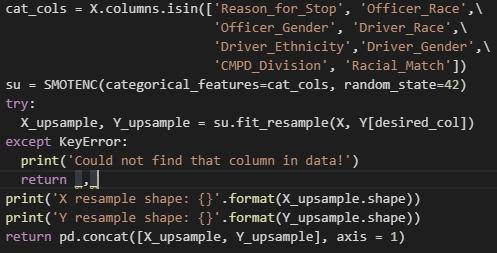 cat_cols = X.columns.isin(['Reason_for_Stop', 'Officer_Race',\
'Officer_Gender', 'Driver_Race',\
'Driver_Ethnicity','Driver_Gender',\
'CMPD_Division', 'Racial_Match'])
su = SMOTENC(categorical_features=cat_cols, random_state=42)
try:
X_upsample, Y_upsample = su.fit_resample(X, Y[desired_col])
except KeyError:
print('Could not find that column in data!')
return _,_
print('X resample shape: {}'.format(X_upsample.shape))
print('Y resample shape: {}'.format(Y_upsample.shape))
return pd.concat([X_upsample, Y_upsample], axis = 1)